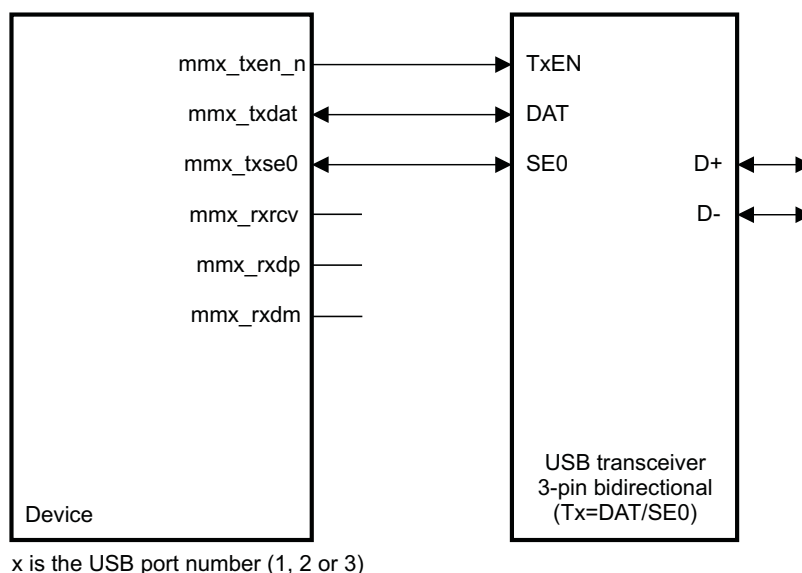 mmx_txen_n TxEN
mmx_txdat DAT
mmx_txse0 SE0 D+
mmx_rxrcv D-
mmx_rxdp
mmx_rxdm
USB transceiver
3-pin bidirectional
(Tx=DAT/SE0)
Device
x is the USB port number (1, 2 or 3)